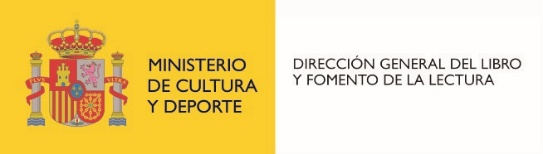 MINISTERIO
DE CULTURA
Y DEPORTE
DIRECCIÓN GENERAL DEL LIBRO
Y FOMENTO DE LA LECTURA